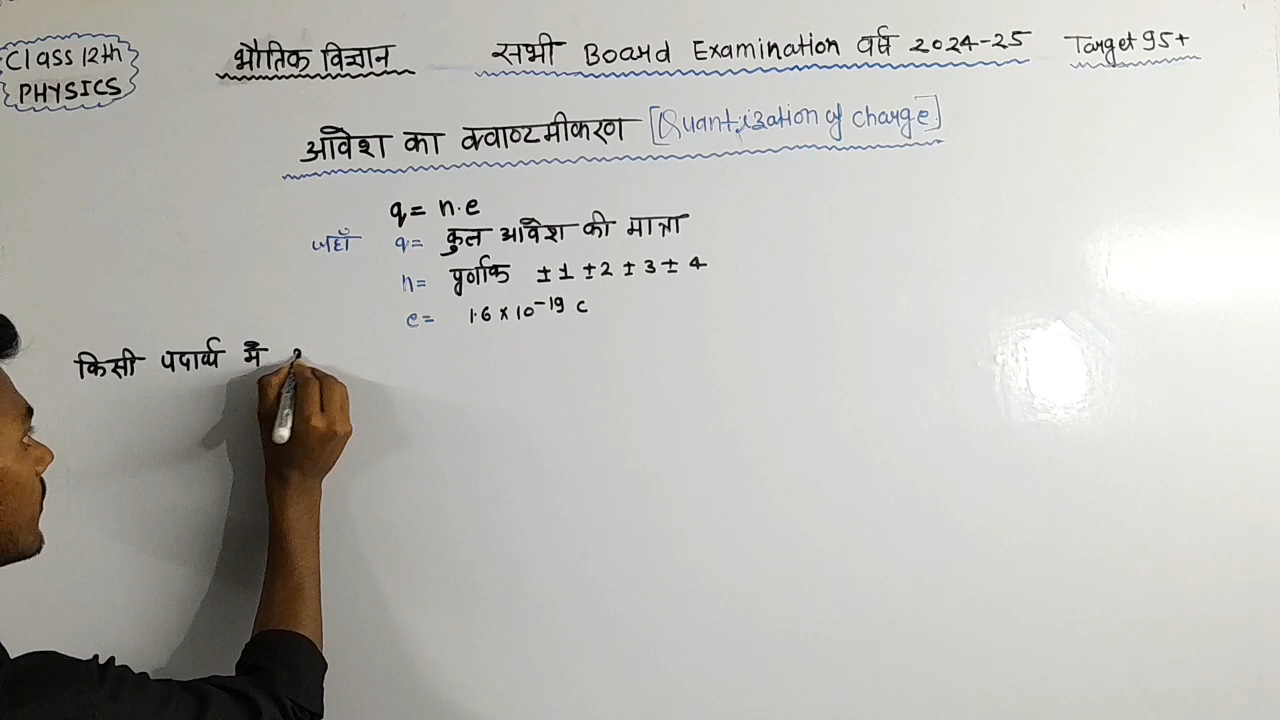 Class 12th
PHYSICS
भौतिक विज्ञान
सभी Board Examination वर्ष 2024-25
Target 95+
आवेश का क्वाण्टमीकरण [Quantization of charge]
q = n.e
जहाँ q = कुल आवेश की मात्रा
n = पूर्णांक ±1 ±2 ±3 ±4
e = 1.6 × 10⁻¹⁹ C
किसी पदार्थ में